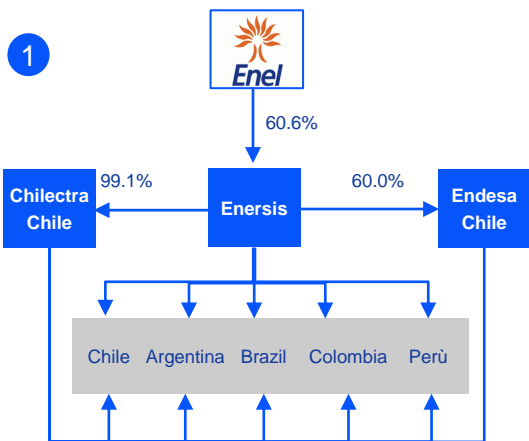 1
Enel
60.6%
99.1%
60.0%
Chilectra
Chile
Enersis
Endesa
Chile
Chile Argentina Brazil Colombia Perù